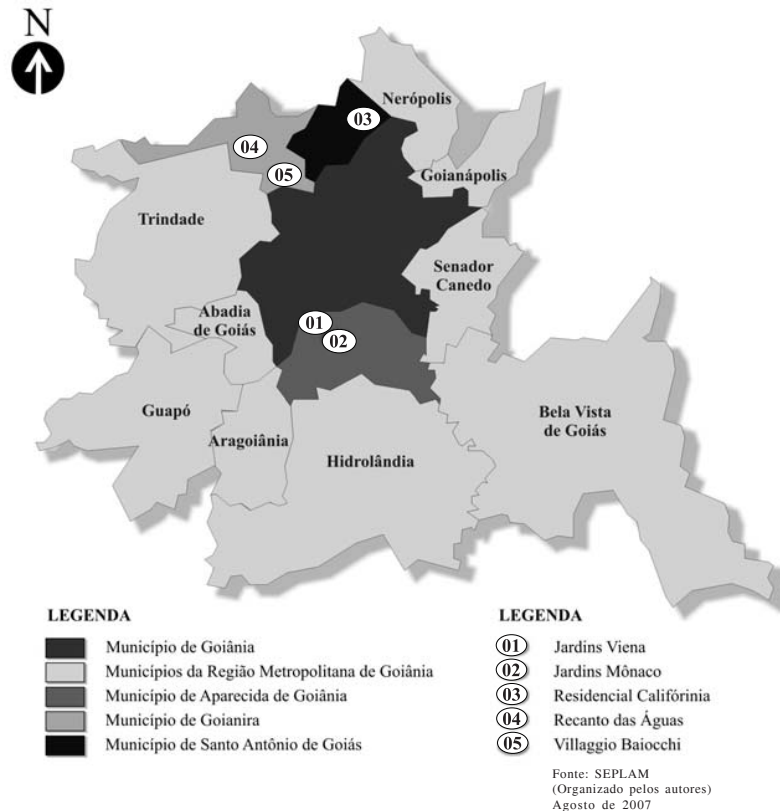 N
Nerópolis
03
04
05
Goianápolis
Trindade
Senador
Canedo
Abadia
de Goiás
01
02
Guapó
Bela Vista
de Goiás
Aragoiânia
Hidrolândia
LEGENDA
Município de Goiânia
Municípios da Região Metropolitana de Goiânia
Município de Aparecida de Goiânia
Município de Goianira
Município de Santo Antônio de Goiás
LEGENDA
01 Jardins Viena
02 Jardins Mônaco
03 Residencial Califórinia
04 Recanto das Águas
05 Villaggio Baiocchi
Fonte: SEPLAM
(Organizado pelos autores)
Agosto de 2007